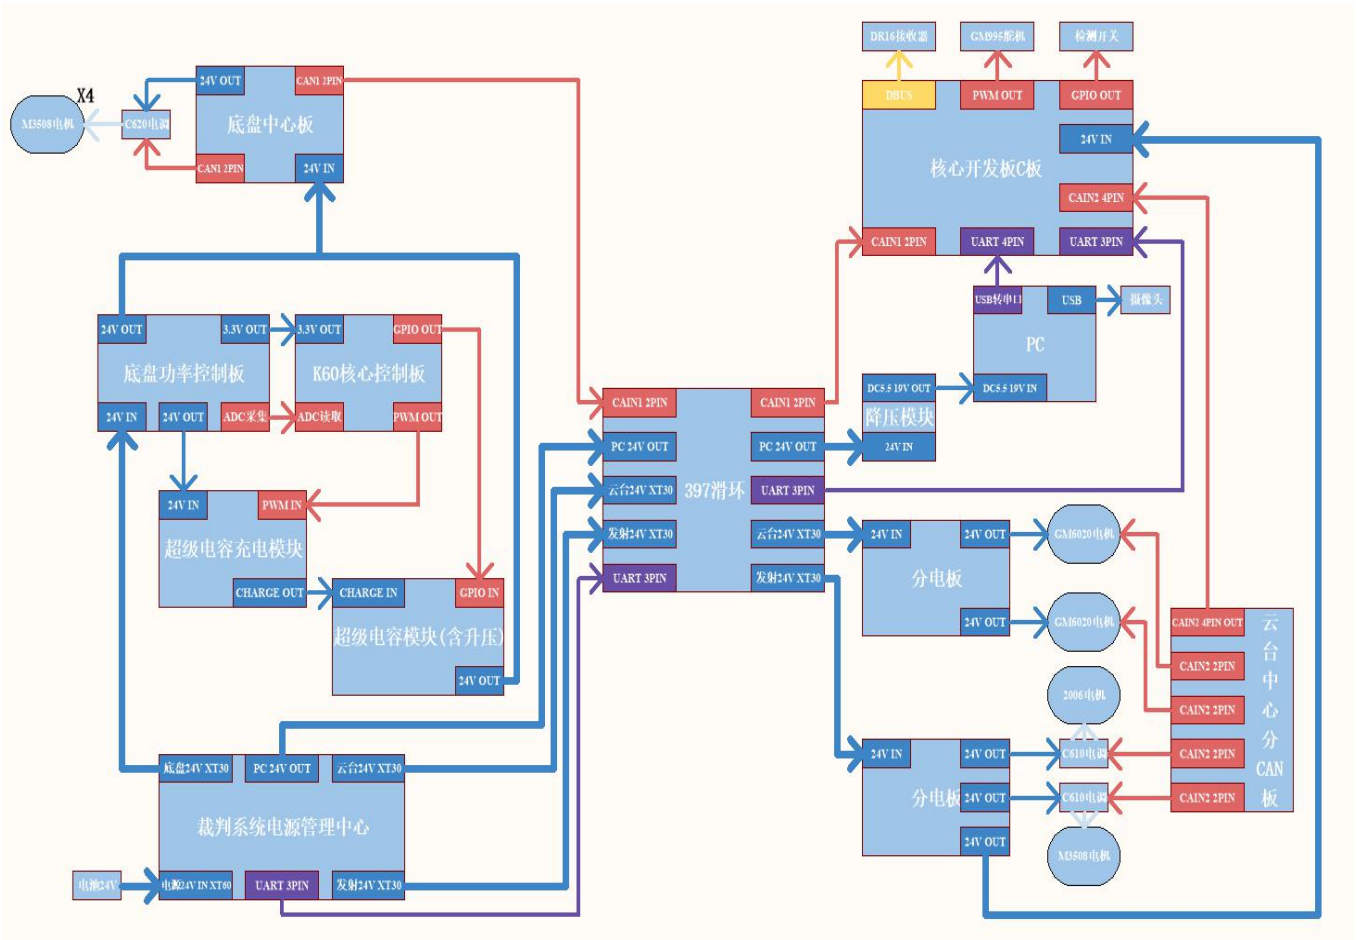 DR16接收器
GM995舵机
检测开关
DBUS
PWM OUT
GPIO OUT
24V IN
核心开发板C板
CAIN2 4PIN
CAIN1 2PIN
UART 4PIN
UART 3PIN
X4
M3508电机
C620电调
24V OUT
CAN1 2PIN
底盘中心板
CAN1 2PIN
24V IN
USB转串口
USB
摄像头
PC
DC5.5 19V IN
DC5.5 19V OUT
降压模块
24V IN
24V OUT
3.3V OUT
底盘功率控制板
24V IN
24V OUT
ADC采集
3.3V OUT
GPIO OUT
K60核心控制板
ADC读取
PWM OUT
24V IN
PWM IN
超级电容充电模块
CHARGE OUT
CHARGE IN
GPIO IN
超级电容模块(含升压)
24V OUT
CAIN1 2PIN
CAIN1 2PIN
PC 24V OUT
PC 24V OUT
397滑环
云台24V XT30
UART 3PIN
发射24V XT30
云台24V XT30
UART 3PIN
发射24V XT30
24V IN
24V OUT
分电板
24V OUT
GM6020电机
GM6020电机
2006电机
24V IN
24V OUT
分电板
24V OUT
24V OUT
C610电调
C610电调
M3508电机
CAIN2 4PIN OUT
CAIN2 2PIN
CAIN2 2PIN
CAIN2 2PIN
CAIN2 2PIN
云
台
中
心
分
CAN
板
底盘24V XT30
PC 24V OUT
云台24V XT30
裁判系统电源管理中心
电池24V
电源24V IN XT60
UART 3PIN
发射24V XT30